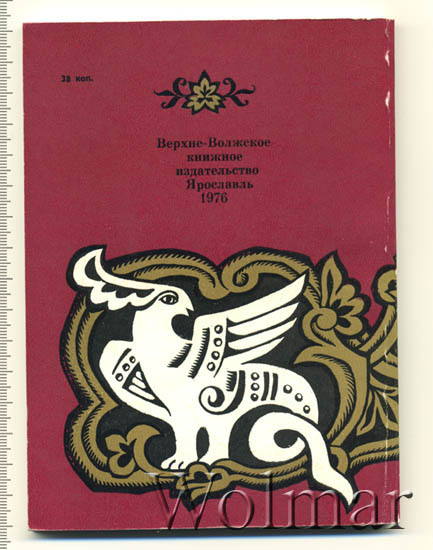 38 коп.
Верхне-Волжское
книжное
издательство
Ярославль
1976
Wolmar